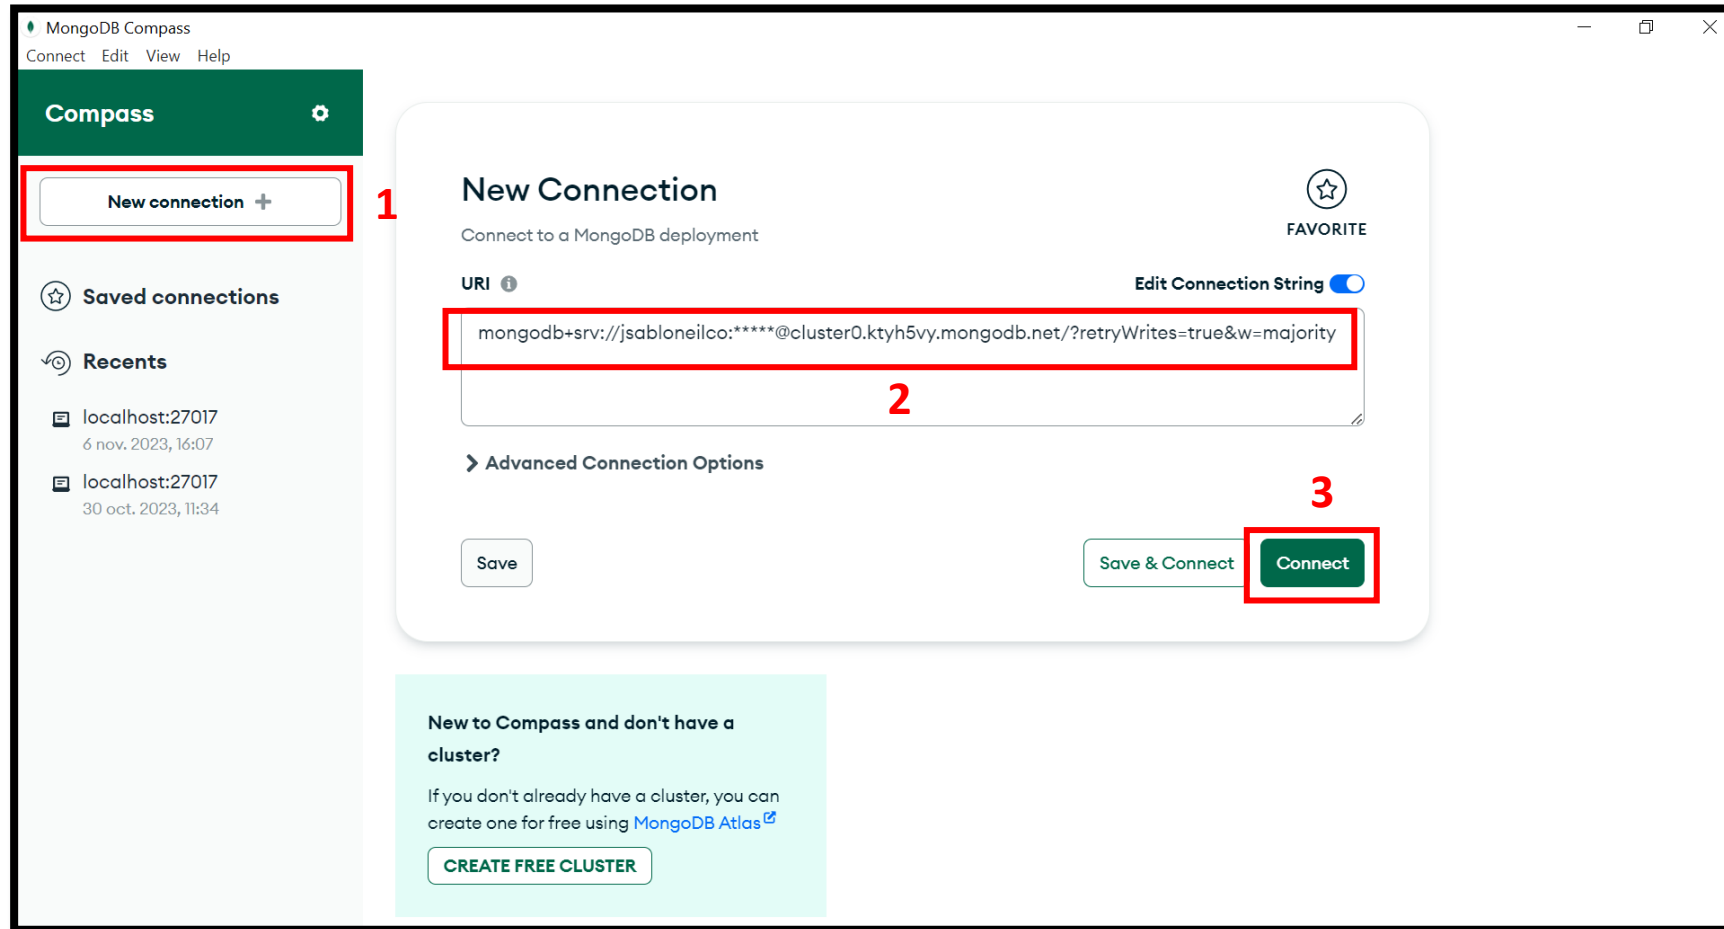 MongoDB Compass
Connect Edit View Help
Compass
New connection
1
Saved connections
Recents
localhost:27017
6 nov. 2023, 16:07
localhost:27017
30 oct. 2023, 11:34
New Connection
FAVORITE
Connect to a MongoDB deployment
URI
Edit Connection String
mongodb+srv://jsabloneilco:*****@cluster0.ktyh5vy.mongodb.net/?retryWrites=true&w=majority
2
Advanced Connection Options
3
Save
Save & Connect
Connect
New to Compass and don't have a
cluster?
If you don't already have a cluster, you can
create one for free using MongoDB Atlas
CREATE FREE CLUSTER